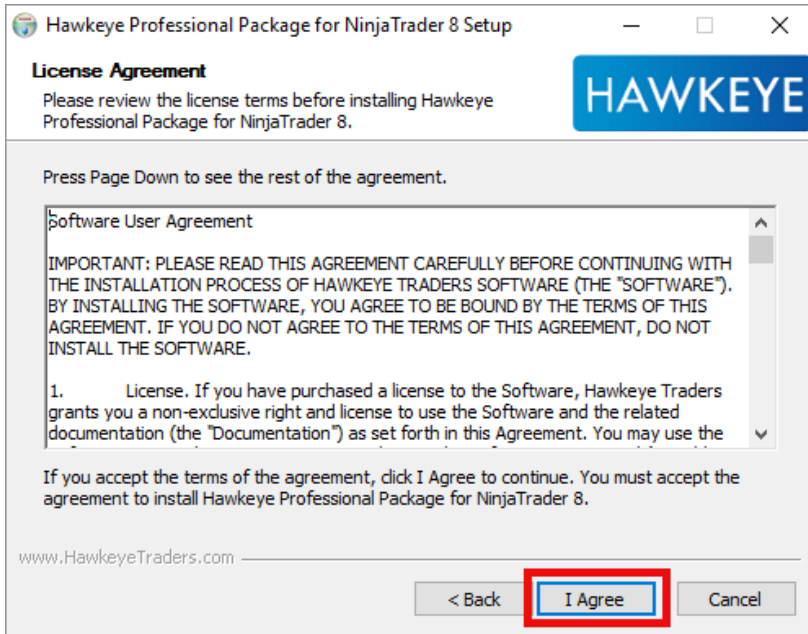 Hawkeye Professional Package for NinjaTrader 8 Setup
License Agreement
Please review the license terms before installing Hawkeye
Professional Package for NinjaTrader 8.
HAWKEYE
Press Page Down to see the rest of the agreement.
Software User Agreement
IMPORTANT: PLEASE READ THIS AGREEMENT CAREFULLY BEFORE CONTINUING WITH
THE INSTALLATION PROCESS OF HAWKEYE TRADERS SOFTWARE (THE "SOFTWARE").
BY INSTALLING THE SOFTWARE, YOU AGREE TO BE BOUND BY THE TERMS OF THIS
AGREEMENT. IF YOU DO NOT AGREE TO THE TERMS OF THIS AGREEMENT, DO NOT
INSTALL THE SOFTWARE.
1. License. If you have purchased a license to the Software, Hawkeye Traders
grants you a non-exclusive right and license to use the Software and the related
documentation (the "Documentation") as set forth in this Agreement. You may use the
If you accept the terms of the agreement, click I Agree to continue. You must accept the
agreement to install Hawkeye Professional Package for NinjaTrader 8.
www.HawkeyeTraders.com
< Back
I Agree
Cancel